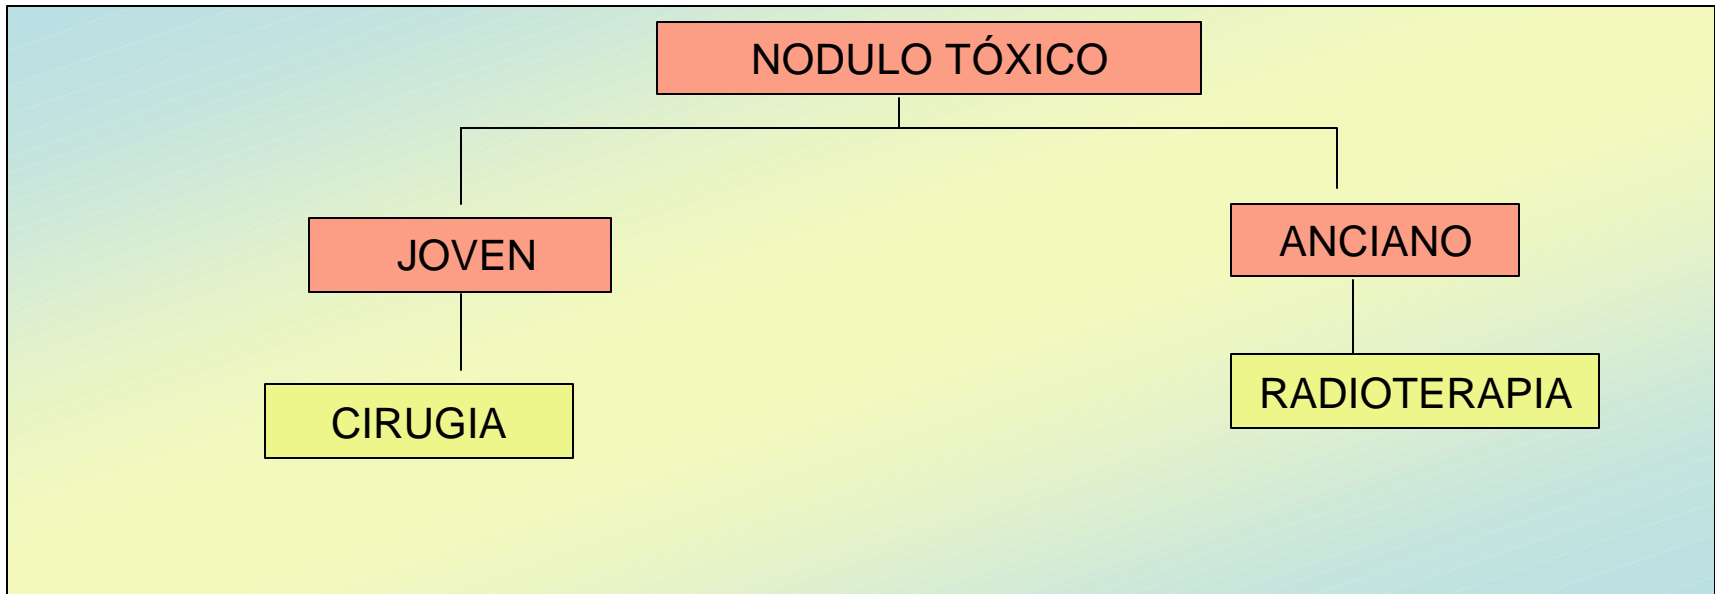 NODULO TÓXICO
JOVEN
ANCIANO
CIRUGIA
RADIOTERAPIA